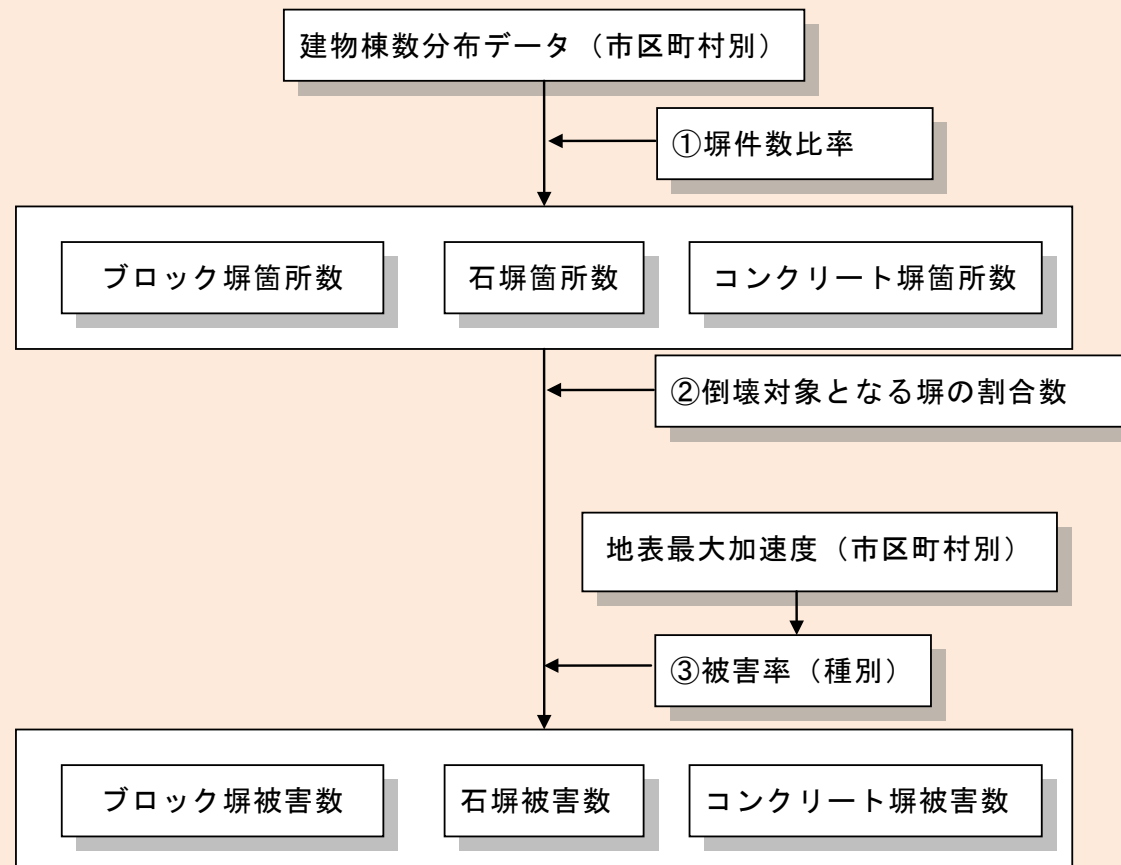 建物棟数分布データ（市区町村別）
①塀件数比率
ブロック塀箇所数
石塀箇所数
コンクリート塀箇所数
②倒壊対象となる塀の割合数
地表最大加速度（市区町村別）
③被害率（種別）
ブロック塀被害数
石塀被害数
コンクリート塀被害数